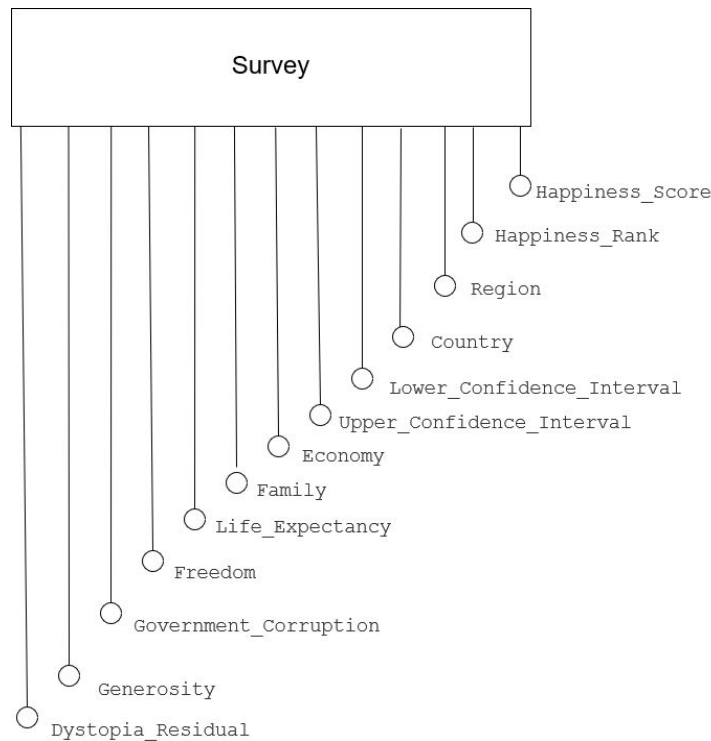 Survey
Happiness_Score
Happiness_Rank
Region
Country
Lower_Confidence_Interval
Upper_Confidence_Interval
Economy
Family
Life_Expectancy
Freedom
Government_Corruption
Generosity
Dystopia_Residual